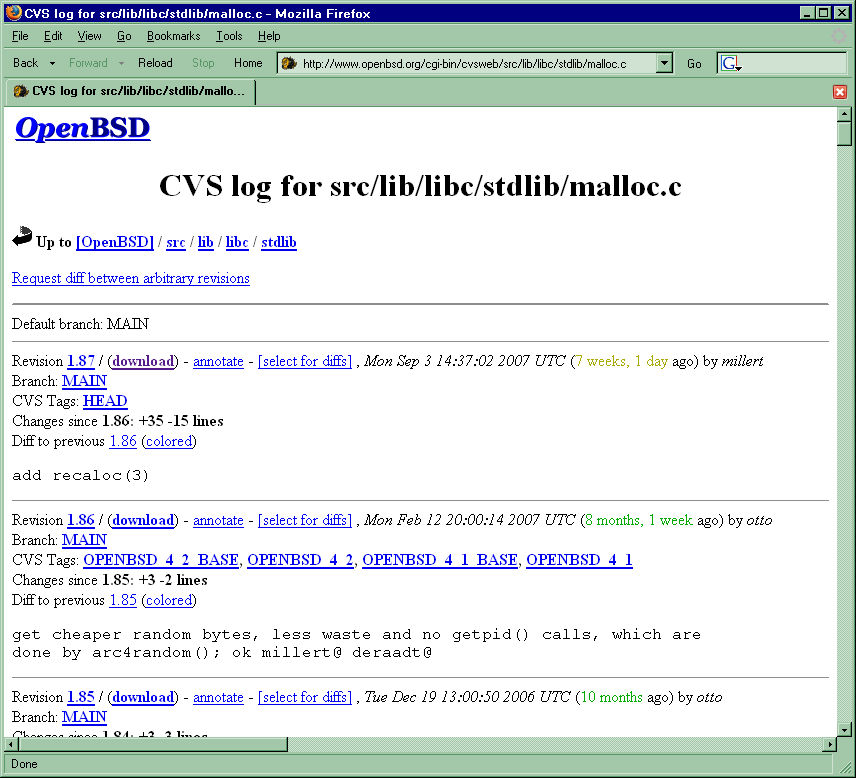 CVS log for src/lib/libc/stdlib/malloc.c - Mozilla Firefox
File Edit View Go Bookmarks Tools Help
Back Forward Reload Stop Home http://www.openbsd.org/cgi-bin/cvsweb/src/lib/libc/stdlib/malloc.c Go G
CVS log for src/lib/libc/stdlib/mallo...
OpenBSD
CVS log for src/lib/libc/stdlib/malloc.c
Up to [OpenBSD] / src / lib / libc / stdlib
Request diff between arbitrary revisions
Default branch: MAIN
Revision 1.87 / (download) - annotate - [select for diffs] , Mon Sep 3 14:37:02 2007 UTC (7 weeks, 1 day ago) by millert
Branch: MAIN
CVS Tags: HEAD
Changes since 1.86: +35 -15 lines
Diff to previous 1.86 (colored)
add recaloc(3)
Revision 1.86 / (download) - annotate - [select for diffs] , Mon Feb 12 20:00:14 2007 UTC (8 months, 1 week ago) by otto
Branch: MAIN
CVS Tags: OPENBSD_4_2_BASE, OPENBSD_4_2, OPENBSD_4_1_BASE, OPENBSD_4_1
Changes since 1.85: +3 -2 lines
Diff to previous 1.85 (colored)
get cheaper random bytes, less waste and no getpid() calls, which are
done by arc4random(); ok millert@ deraadt@
Revision 1.85 / (download) - annotate - [select for diffs] , Tue Dec 19 13:00:50 2006 UTC (10 months ago) by otto
Branch: MAIN
Changes since 1.84: +3 -3 lines
Done